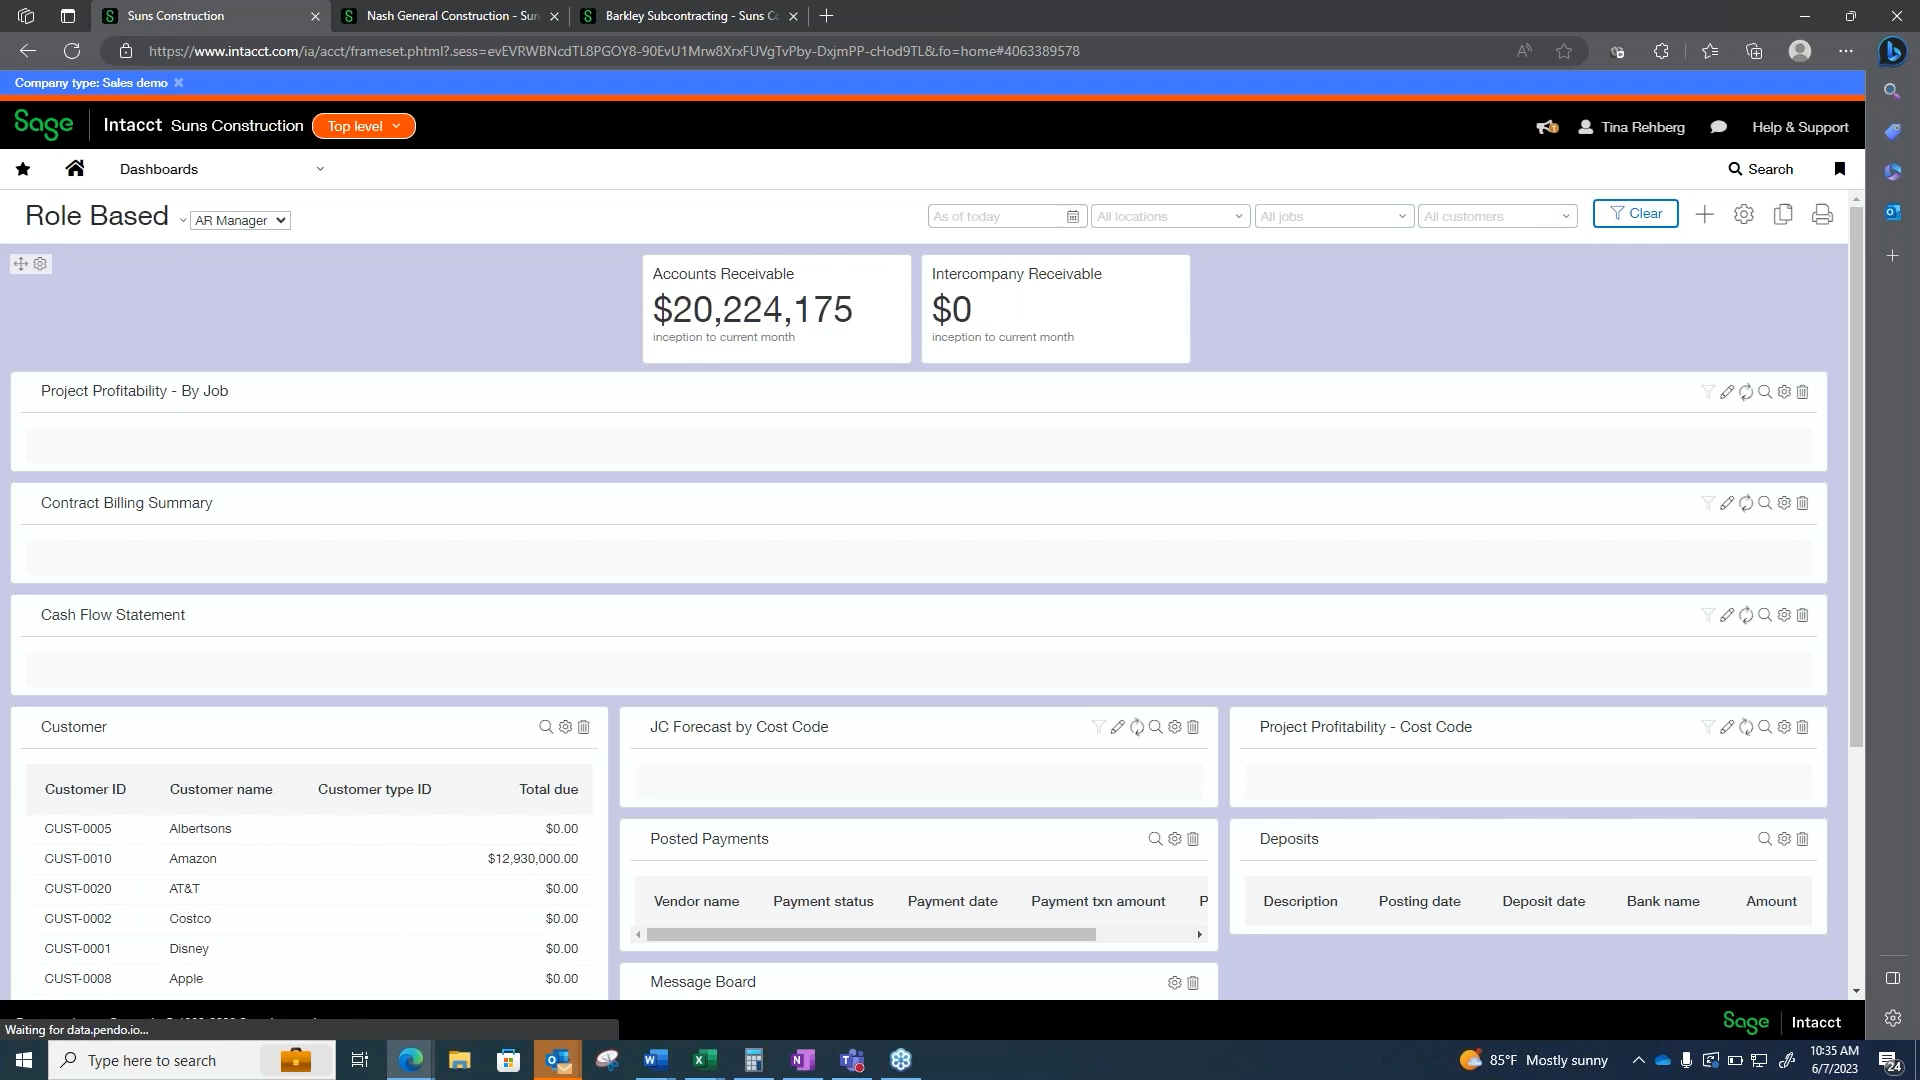 Suns Construction
Nash General Construction - Sun
Barkley Subcontracting - Suns Co
https://www.intacct.com/ia/acct/frameset.phtml?.sess=evEVRWBNcdTL8PGOY8-90EvU1Mrw8XrxFUVgTvPby-DxjmPP-cHod9TL&.fo=home#4063389578
Company type: Sales demo
Sage Intacct Suns Construction Top level
Tina Rehberg Help & Support
Dashboards
Search
Role Based AR Manager
As of today All locations All jobs All customers Clear
Accounts Receivable
$20,224,175
inception to current month
Intercompany Receivable
$0
inception to current month
Project Profitability - By Job
Contract Billing Summary
Cash Flow Statement
Customer
Customer ID Customer name Customer type ID Total due
CUST-0005 Albertsons $0.00
CUST-0010 Amazon $12,930,000.00
CUST-0020 AT&T $0.00
CUST-0002 Costco $0.00
CUST-0001 Disney $0.00
CUST-0008 Apple $0.00
JC Forecast by Cost Code
Project Profitability - Cost Code
Posted Payments
Vendor name Payment status Payment date Payment txn amount P
Deposits
Description Posting date Deposit date Bank name Amount
Message Board
Waiting for data.pendo.io...
Sage Intacct
Type here to search
85°F Mostly sunny
10:35 AM
6/7/2023
24